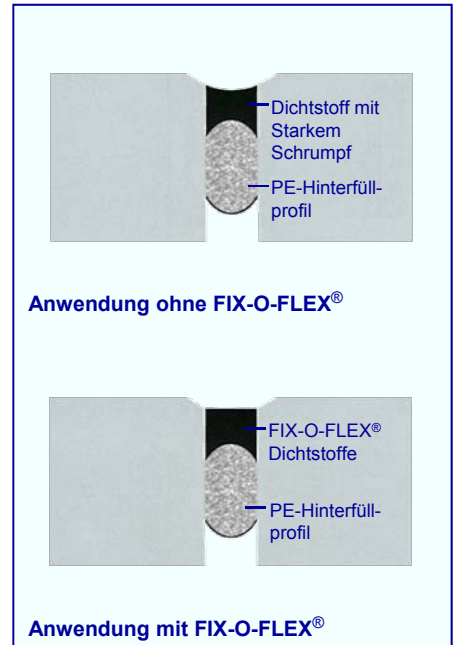 Dichtstoff mit
Starkem
Schrumpf
PE-Hinterfüll-
profil
Anwendung ohne FIX-O-FLEX®
FIX-O-FLEX®
Dichtstoffe
PE-Hinterfüll-
profil
Anwendung mit FIX-O-FLEX®